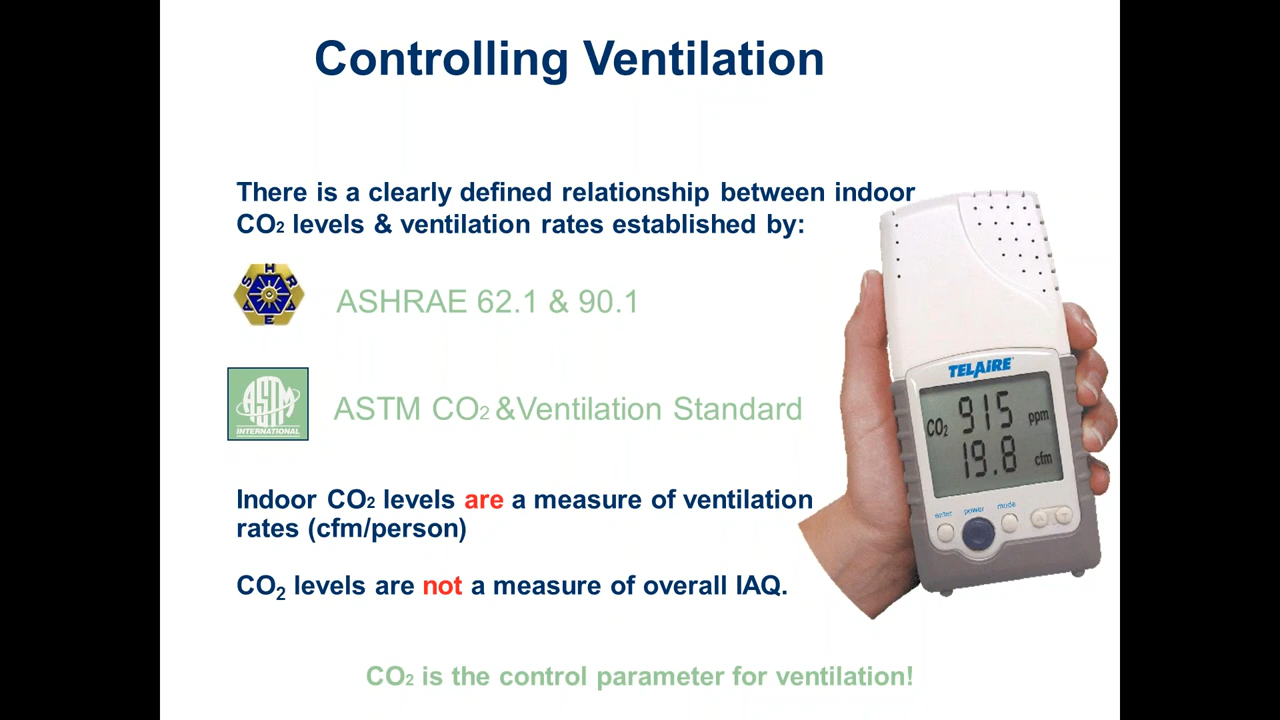 Controlling Ventilation
There is a clearly defined relationship between indoor
CO2 levels & ventilation rates established by:
ASHRAE
ASHRAE 62.1 & 90.1
ASTM
INTERNATIONAL
ASTM CO2 &Ventilation Standard
Indoor CO2 levels are a measure of ventilation
rates (cfm/person)
CO2 levels are not a measure of overall IAQ.
CO2 is the control parameter for ventilation!
TELAIRE
CO2 915 ppm
19.8 cfm
enter power mode